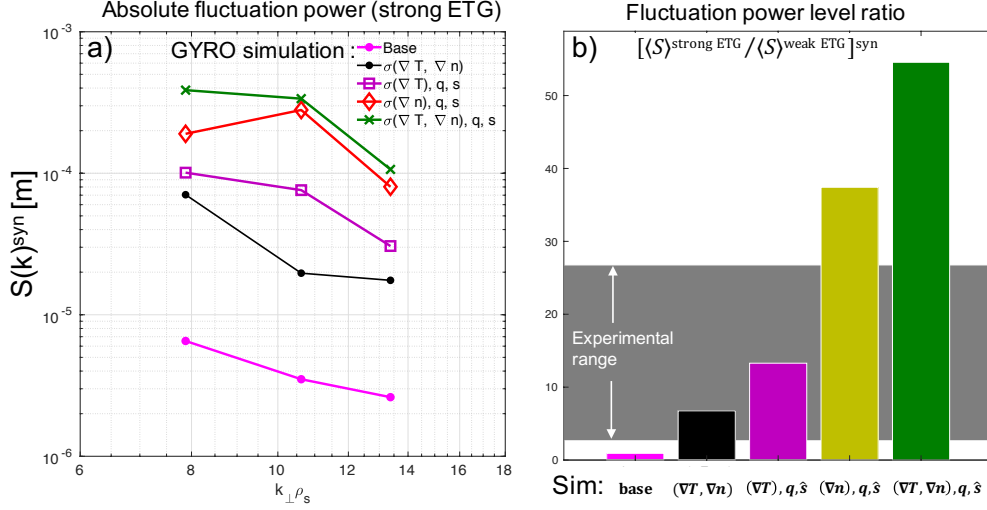 Absolute fluctuation power (strong ETG)
a)
GYRO simulation :
Base
σ(∇ T, ∇ n)
σ(∇ T), q, s
σ(∇ n), q, s
σ(∇ T, ∇ n), q, s
S(k)^syn [m]
10^-3
10^-4
10^-5
10^-6
6 8 10 12 14 16 18
k⊥ρs
Fluctuation power level ratio
b)
[⟨S⟩^strong ETG/⟨S⟩^weak ETG]^syn
50
40
30
20
10
0
Experimental
range
Sim: base (∇T, ∇n) (∇T), q, ŝ (∇n), q, ŝ (∇T, ∇n), q, ŝ